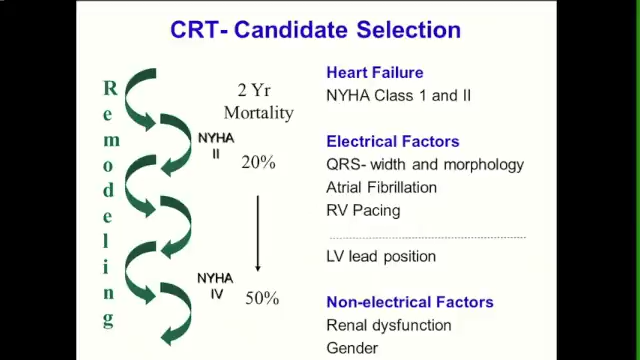 CRT- Candidate Selection
Remodeling
2 Yr
Mortality
NYHA
II
20%
NYHA
IV
50%
Heart Failure
NYHA Class 1 and II
Electrical Factors
QRS- width and morphology
Atrial Fibrillation
RV Pacing
LV lead position
Non-electrical Factors
Renal dysfunction
Gender